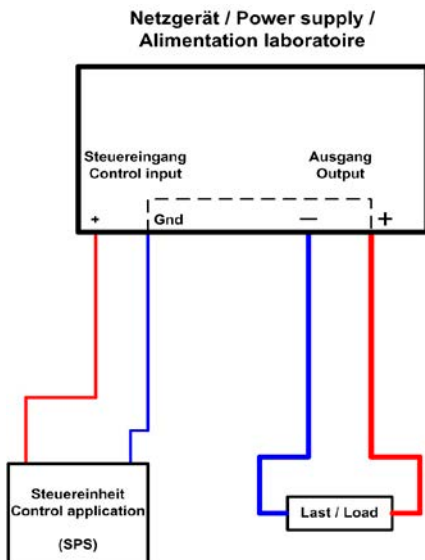 Netzgerät / Power supply /
Alimentation laboratoire
Steuereingang
Control input
Ausgang
Output
+
Gnd
—
+
Steuereinheit
Control application
(SPS)
Last / Load